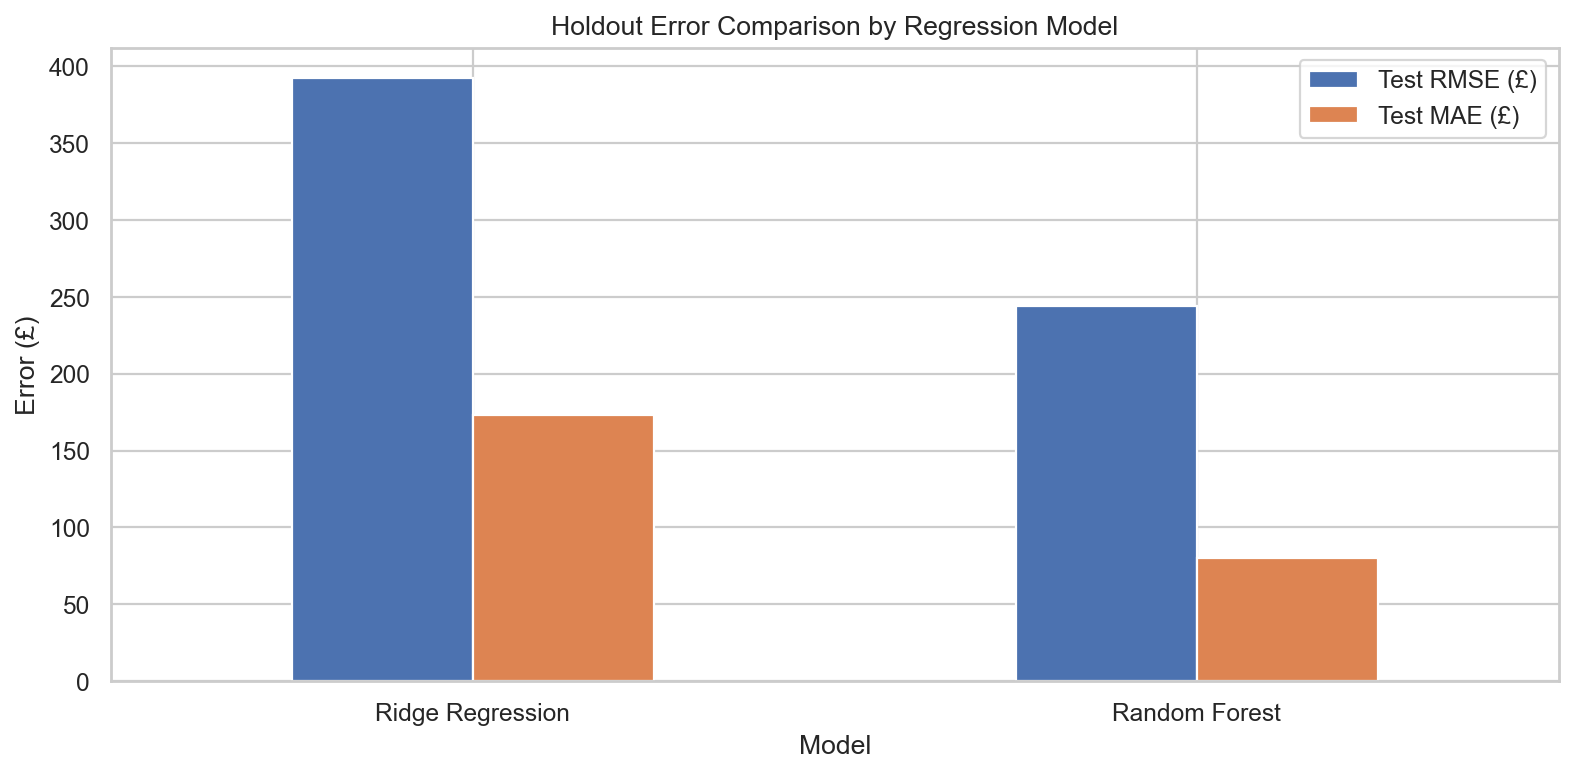 Holdout Error Comparison by Regression Model
Test RMSE (£)
Test MAE (£)
Error (£)
400
350
300
250
200
150
100
50
0
Ridge Regression
Random Forest
Model